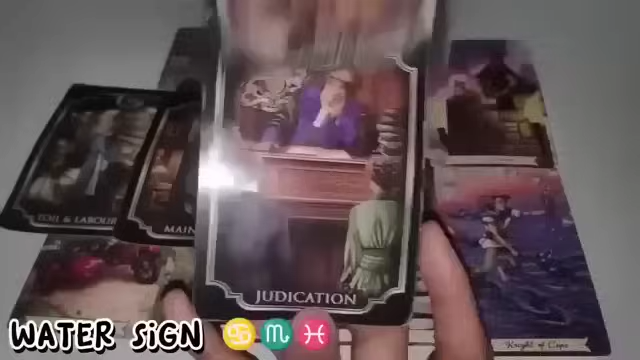 TOIL & LABOUR
MAIN
JUDICATION
Knight of Cups
WATER SiGN ♋♏♓